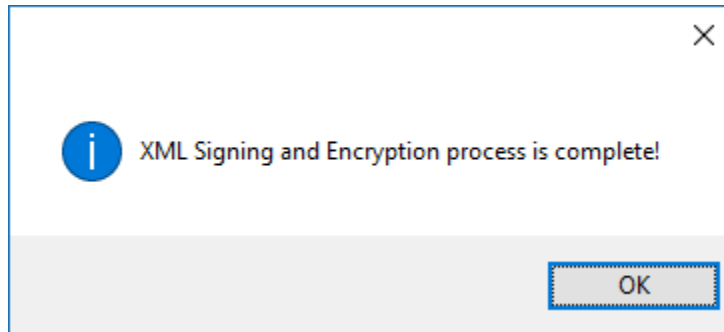 XML Signing and Encryption process is complete!
OK